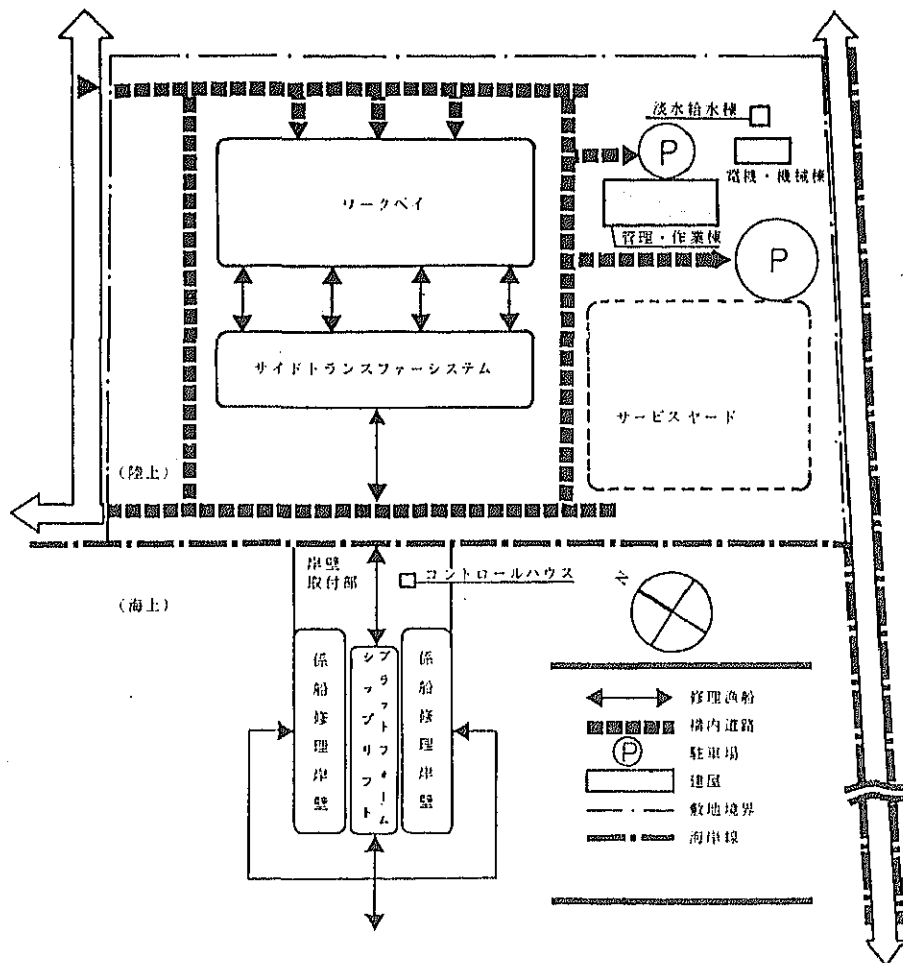 淡水給水棟
P
電機・機械棟
リークベイ
管理・作業棟
P
サイドトランスファーシステム
サービスヤード
(陸上)
岸壁
取付部
コントロールハウス
(海上)
N
係船修理岸壁
シップリフト
プラットフォーム
係船修理岸壁
修理漁船
構内道路
P
駐車場
建屋
敷地境界
海岸線